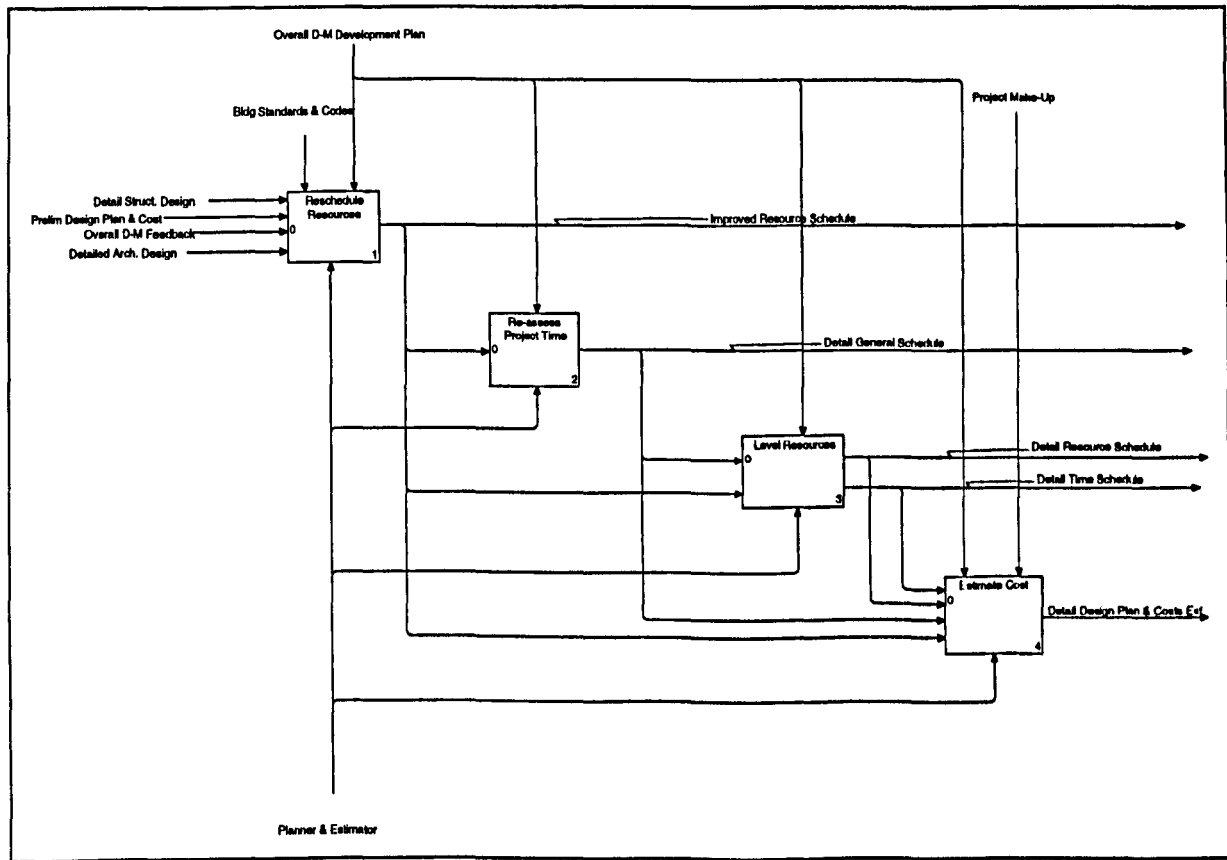 Overall D-M Development Plan
Project Make-Up
Bldg Standards & Codes
Detail Struct. Design
Prelim Design Plan & Cost
Overall D-M Feedback
Detailed Arch. Design
Reschedule
Resources
0
1
Improved Resource Schedule
Re-assess
Project Time
0
2
Detail General Schedule
Level Resources
0
3
Detail Resource Schedule
Detail Time Schedule
Estimate Cost
0
4
Detail Design Plan & Costs Est.
Planner & Estimator